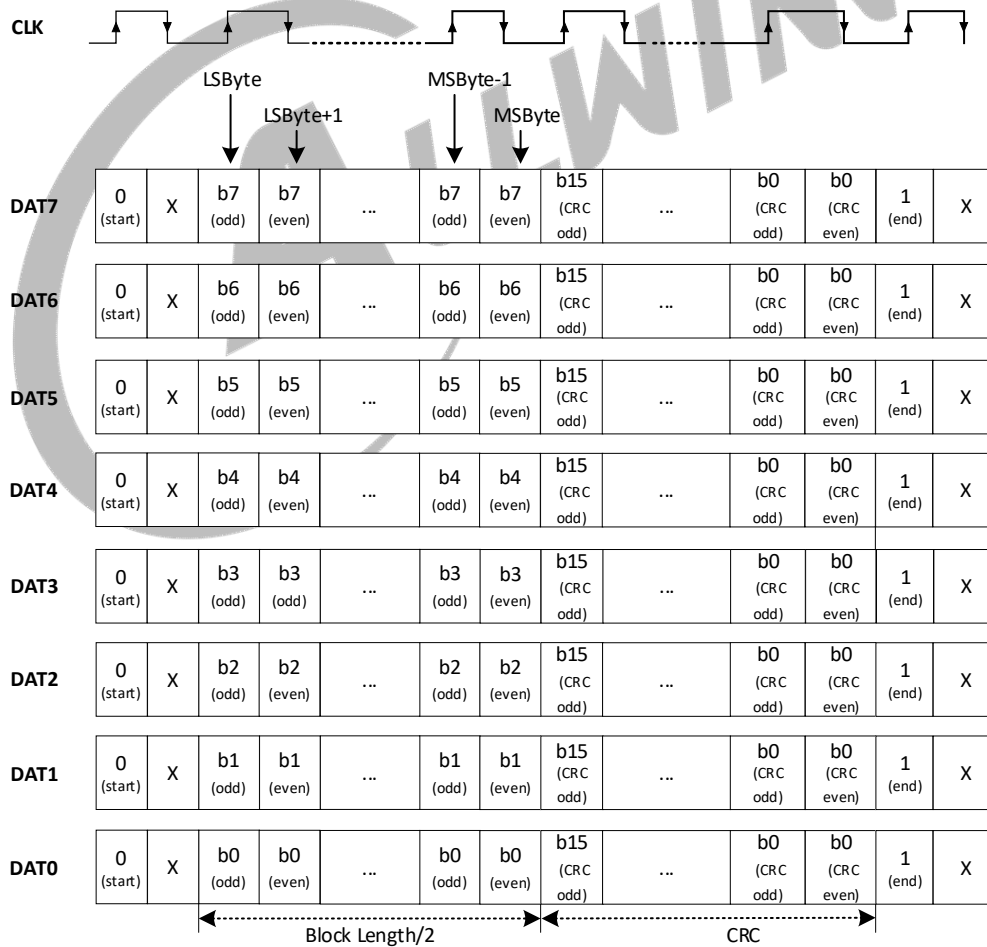 CLK
ALLWIN
LSByte MSByte-1
LSByte+1 MSByte
DAT7 0 X b7 b7 ... b7 b7 b15 ... b0 b0 1 X
(start) (odd) (even) (odd) (even) (CRC (CRC (CRC (end)
odd) odd) even)
DAT6 0 X b6 b6 ... b6 b6 b15 ... b0 b0 1 X
(start) (odd) (even) (odd) (even) (CRC (CRC (CRC (end)
odd) odd) even)
DAT5 0 X b5 b5 ... b5 b5 b15 ... b0 b0 1 X
(start) (odd) (even) (odd) (even) (CRC (CRC (CRC (end)
odd) odd) even)
DAT4 0 X b4 b4 ... b4 b4 b15 ... b0 b0 1 X
(start) (odd) (even) (odd) (even) (CRC (CRC (CRC (end)
odd) odd) even)
DAT3 0 X b3 b3 ... b3 b3 b15 ... b0 b0 1 X
(start) (odd) (odd) (odd) (even) (CRC (CRC (CRC (end)
odd) odd) even)
DAT2 0 X b2 b2 ... b2 b2 b15 ... b0 b0 1 X
(start) (odd) (even) (odd) (even) (CRC (CRC (CRC (end)
odd) odd) even)
DAT1 0 X b1 b1 ... b1 b1 b15 ... b0 b0 1 X
(start) (odd) (even) (odd) (even) (CRC (CRC (CRC (end)
odd) odd) even)
DAT0 0 X b0 b0 ... b0 b0 b15 ... b0 b0 1 X
(start) (odd) (even) (odd) (even) (CRC (CRC (CRC (end)
odd) odd) even)
Block Length/2 CRC